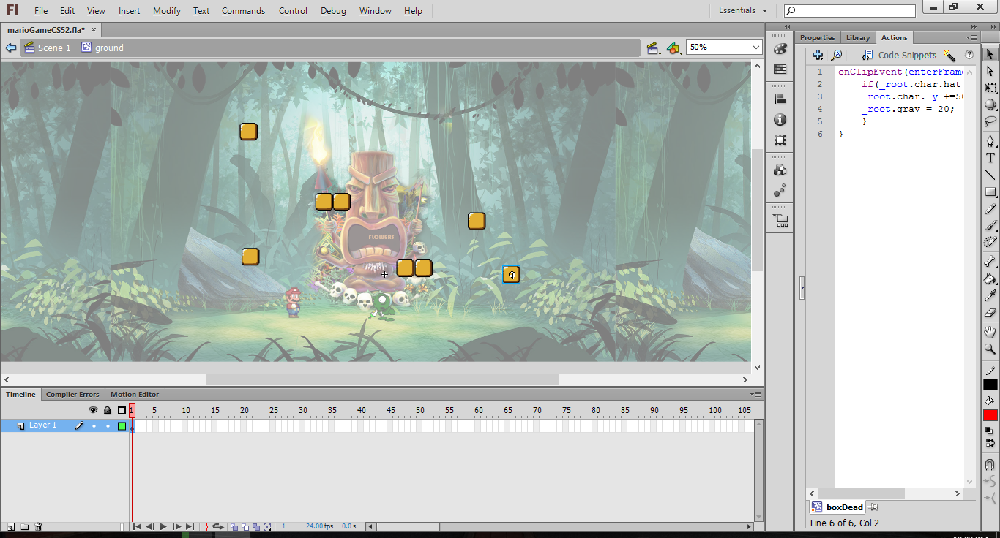 Fl File Edit View Insert Modify Text Commands Control Debug Window Help Essentials
marioGameCS52.fla* ×
Scene 1 ground 50%
Properties Library Actions
Code Snippets
1 onClipEvent(enterFrame
2 if(_root.char.hat
3 _root.char._y +=50
4 _root.grav = 20;
5 }
6 }
FLOWERS
Timeline Compiler Errors Motion Editor
1 5 10 15 20 25 30 35 40 45 50 55 60 65 70 75 80 85 90 95 100 105
Layer 1
boxDead
Line 6 of 6, Col 2
1 24.00 fps 0.0 s